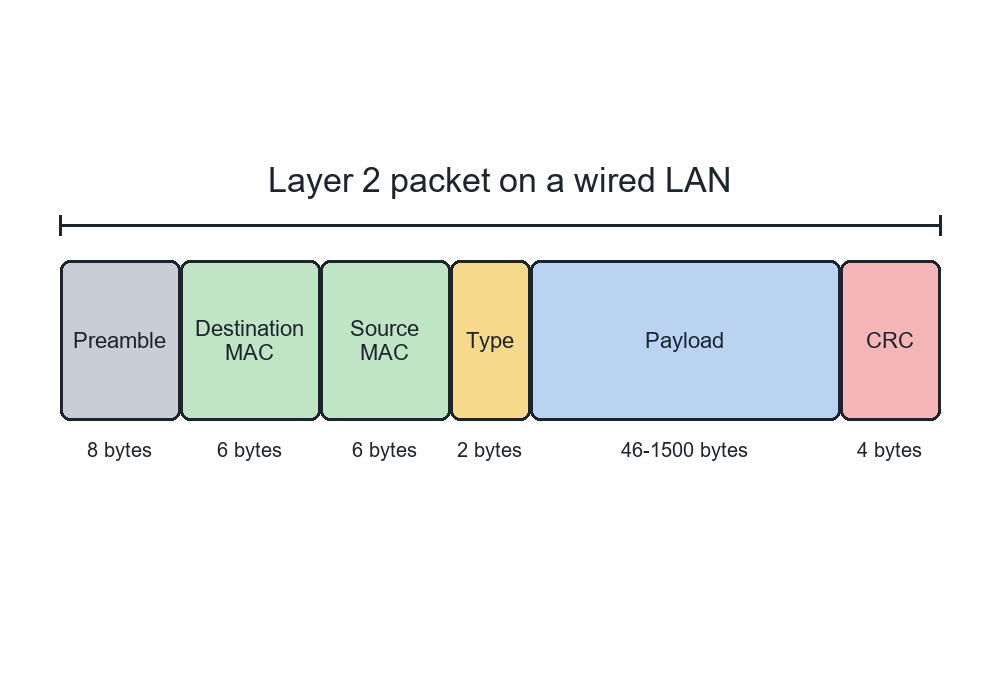 Layer 2 packet on a wired LAN
Preamble
Destination
MAC
Source
MAC
Type
Payload
CRC
8 bytes
6 bytes
6 bytes
2 bytes
46-1500 bytes
4 bytes